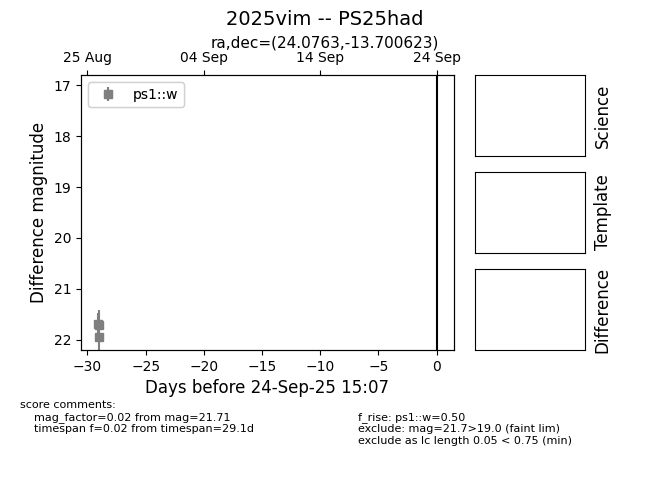 2025vim -- PS25had
ra,dec=(24.0763,-13.700623)
25 Aug 04 Sep 14 Sep 24 Sep
17
18
19
20
21
22
Difference magnitude
ps1::w
−30 −25 −20 −15 −10 −5 0
Days before 24-Sep-25 15:07
Science
Template
Difference
score comments:
mag_factor=0.02 from mag=21.71
timespan f=0.02 from timespan=29.1d
f_rise: ps1::w=0.50
exclude: mag=21.7>19.0 (faint lim)
exclude as lc length 0.05 < 0.75 (min)